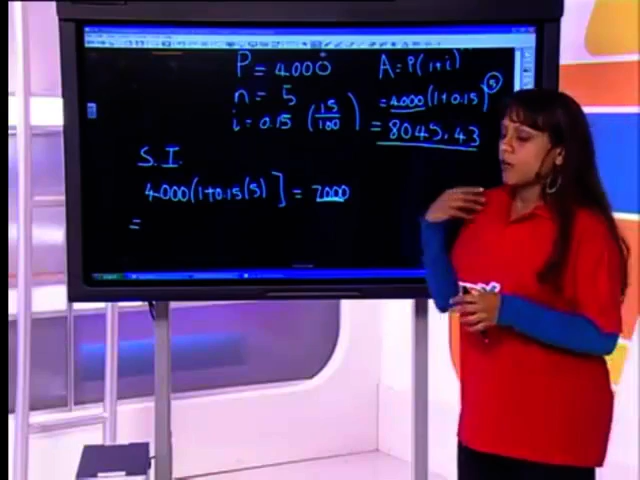 P = 4000
n = 5
i = 0.15 (15/100)
A = P(1+i)
= 4000(1+0.15)^5
= 8045.43
S.I.
4000(1+0.15(5)] = 7000
=